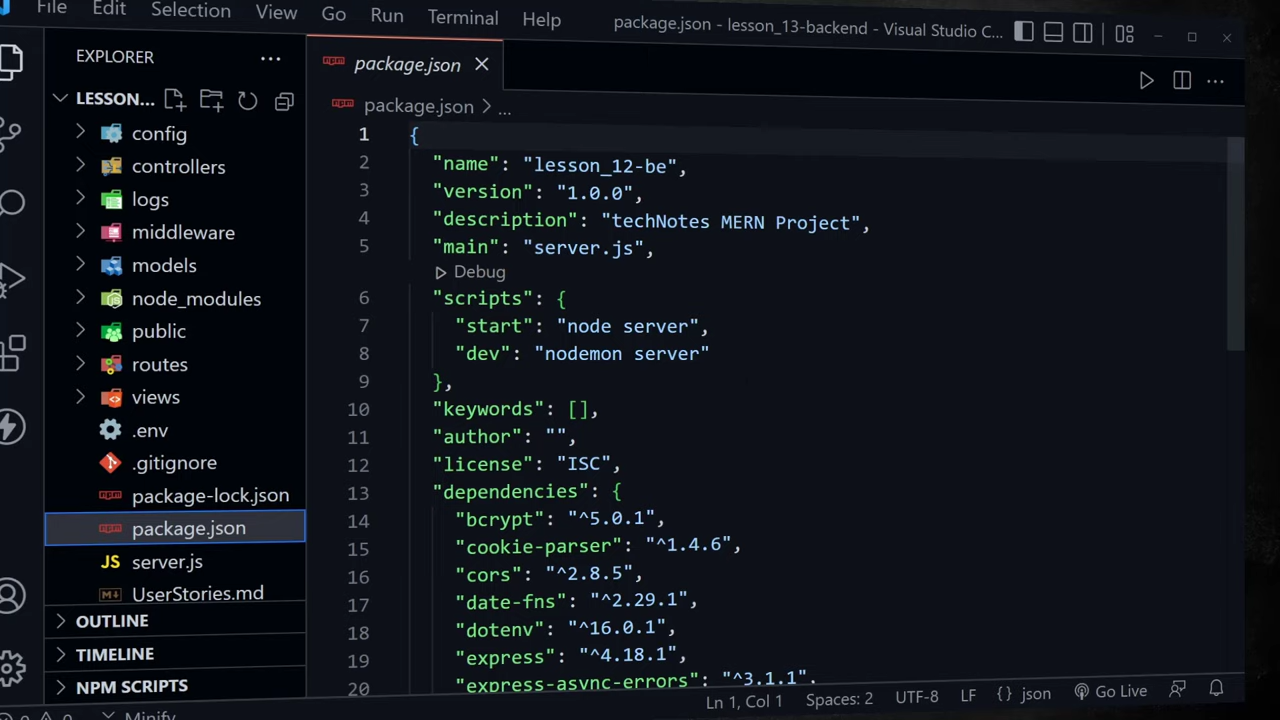 File Edit Selection View Go Run Terminal Help package.json - lesson_13-backend - Visual Studio C...
EXPLORER
LESSON...
config
controllers
logs
middleware
models
node_modules
public
routes
views
.env
.gitignore
package-lock.json
package.json
JS server.js
UserStories.md
OUTLINE
TIMELINE
NPM SCRIPTS
package.json
package.json > ...
1 {
2 "name": "lesson_12-be",
3 "version": "1.0.0",
4 "description": "techNotes MERN Project",
5 "main": "server.js",
Debug
6 "scripts": {
7 "start": "node server",
8 "dev": "nodemon server"
9 },
10 "keywords": [],
11 "author": "",
12 "license": "ISC",
13 "dependencies": {
14 "bcrypt": "^5.0.1",
15 "cookie-parser": "^1.4.6",
16 "cors": "^2.8.5",
17 "date-fns": "^2.29.1",
18 "dotenv": "^16.0.1",
19 "express": "^4.18.1",
20 "express-async-errors": "^3.1.1",
Minify Ln 1, Col 1 Spaces: 2 UTF-8 LF {} json Go Live